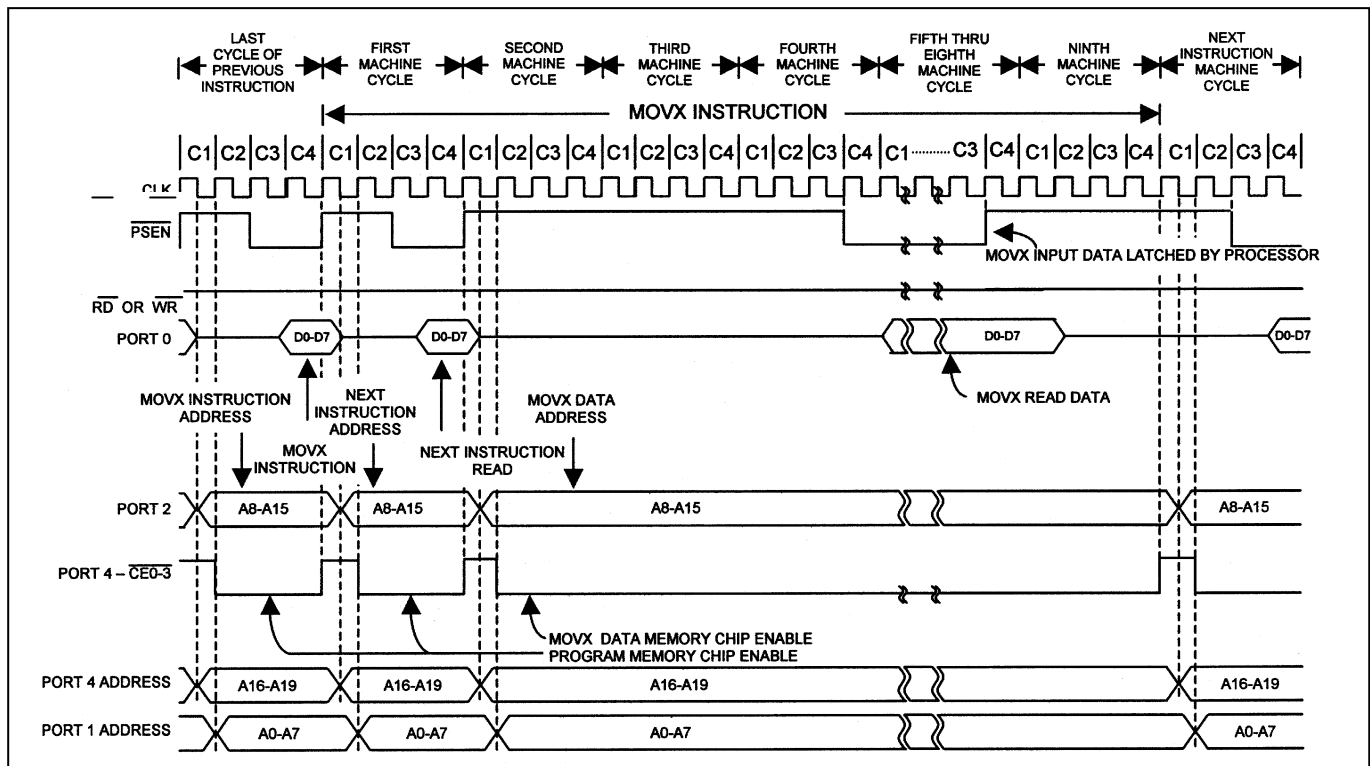 LAST CYCLE OF PREVIOUS INSTRUCTION
FIRST MACHINE CYCLE
SECOND MACHINE CYCLE
THIRD MACHINE CYCLE
FOURTH MACHINE CYCLE
FIFTH THRU EIGHTH MACHINE CYCLE
NINTH MACHINE CYCLE
NEXT INSTRUCTION MACHINE CYCLE
MOVX INSTRUCTION
C1 C2 C3 C4 C1 C2 C3 C4 C1 C2 C3 C4 C1 C2 C3 C4 C1 C2 C3 C4 C1 .......... C3 C4 C1 C2 C3 C4 C1 C2 C3 C4
CLK
PSEN
MOVX INPUT DATA LATCHED BY PROCESSOR
RD OR WR
PORT 0 D0-D7 D0-D7 D0-D7 D0-D7
MOVX INSTRUCTION ADDRESS
NEXT INSTRUCTION ADDRESS
MOVX DATA ADDRESS
MOVX READ DATA
MOVX INSTRUCTION
NEXT INSTRUCTION READ
PORT 2 A8-A15 A8-A15 A8-A15 A8-A15
PORT 4 – CE0-3
MOVX DATA MEMORY CHIP ENABLE
PROGRAM MEMORY CHIP ENABLE
PORT 4 ADDRESS A16-A19 A16-A19 A16-A19 A16-A19
PORT 1 ADDRESS A0-A7 A0-A7 A0-A7 A0-A7